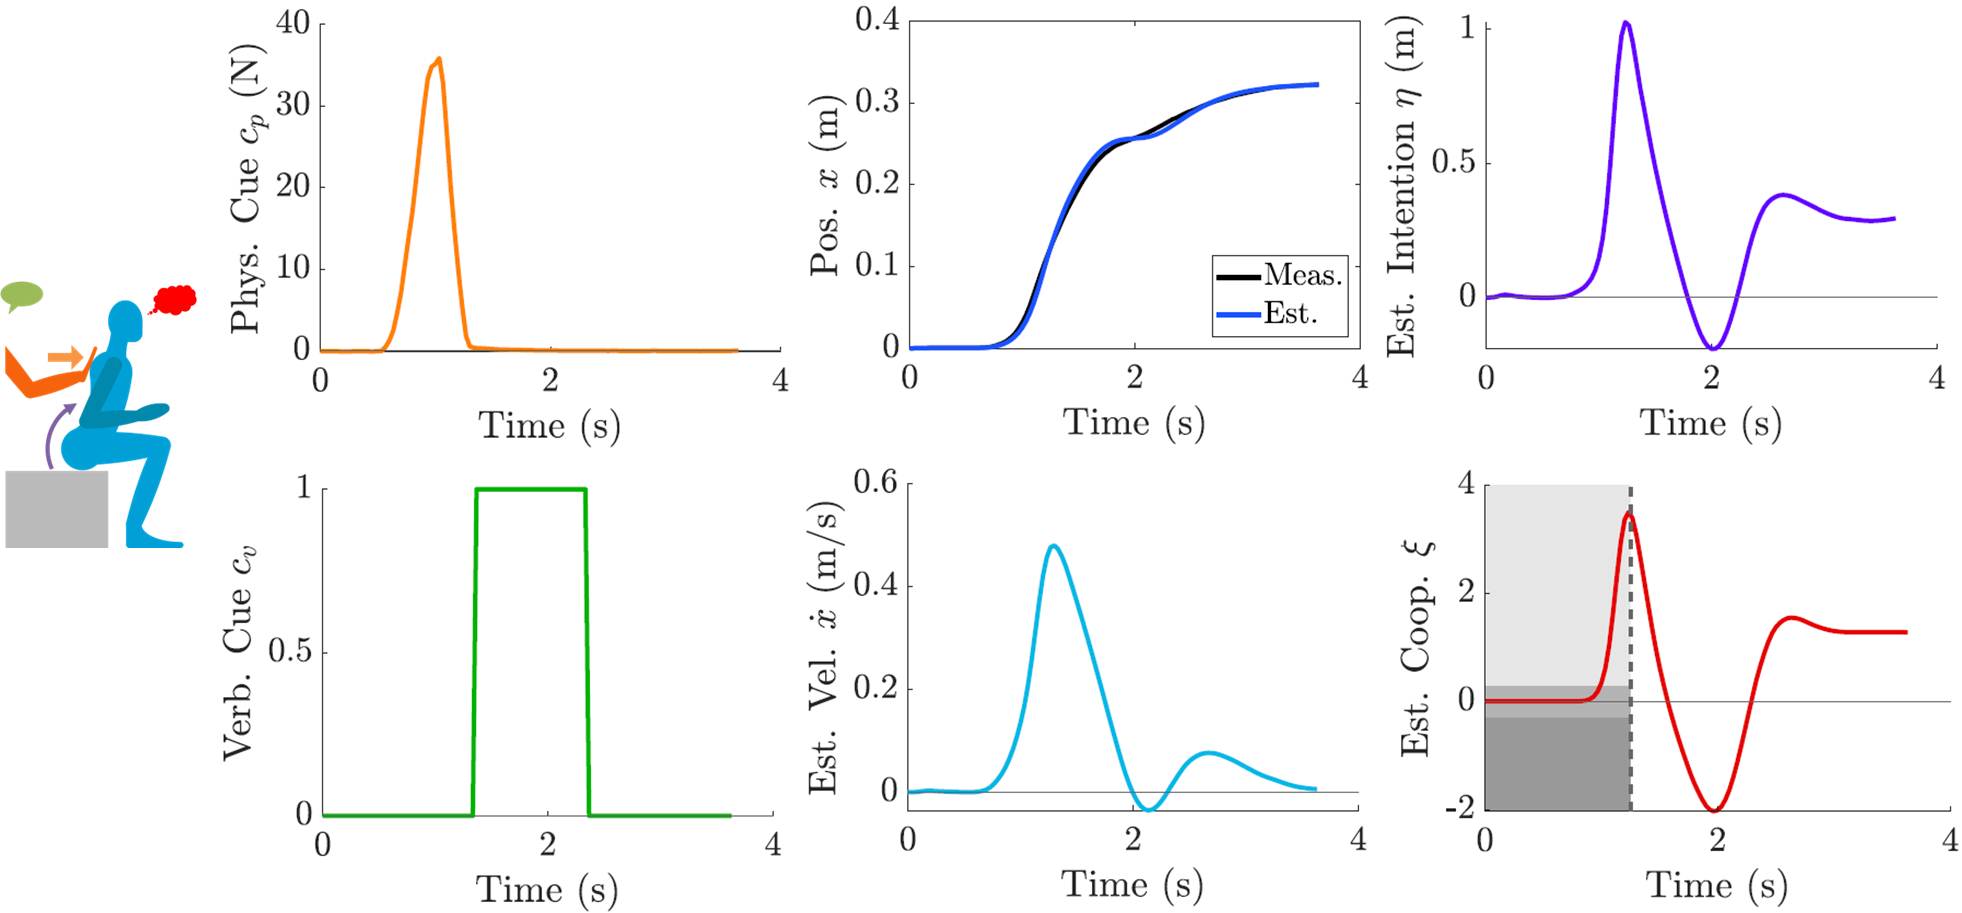 Phys. Cue c_p (N)
40
30
20
10
0
0 2 4
Time (s)
Pos. x (m)
0.4
0.3
0.2
0.1
0
Meas.
Est.
0 2 4
Time (s)
Est. Intention η (m)
1
0.5
0
0 2 4
Time (s)
Verb. Cue c_v
1
0.5
0
0 2 4
Time (s)
Est. Vel. ẋ (m/s)
0.6
0.4
0.2
0
0 2 4
Time (s)
Est. Coop. ξ
4
2
0
-2
0 2 4
Time (s)